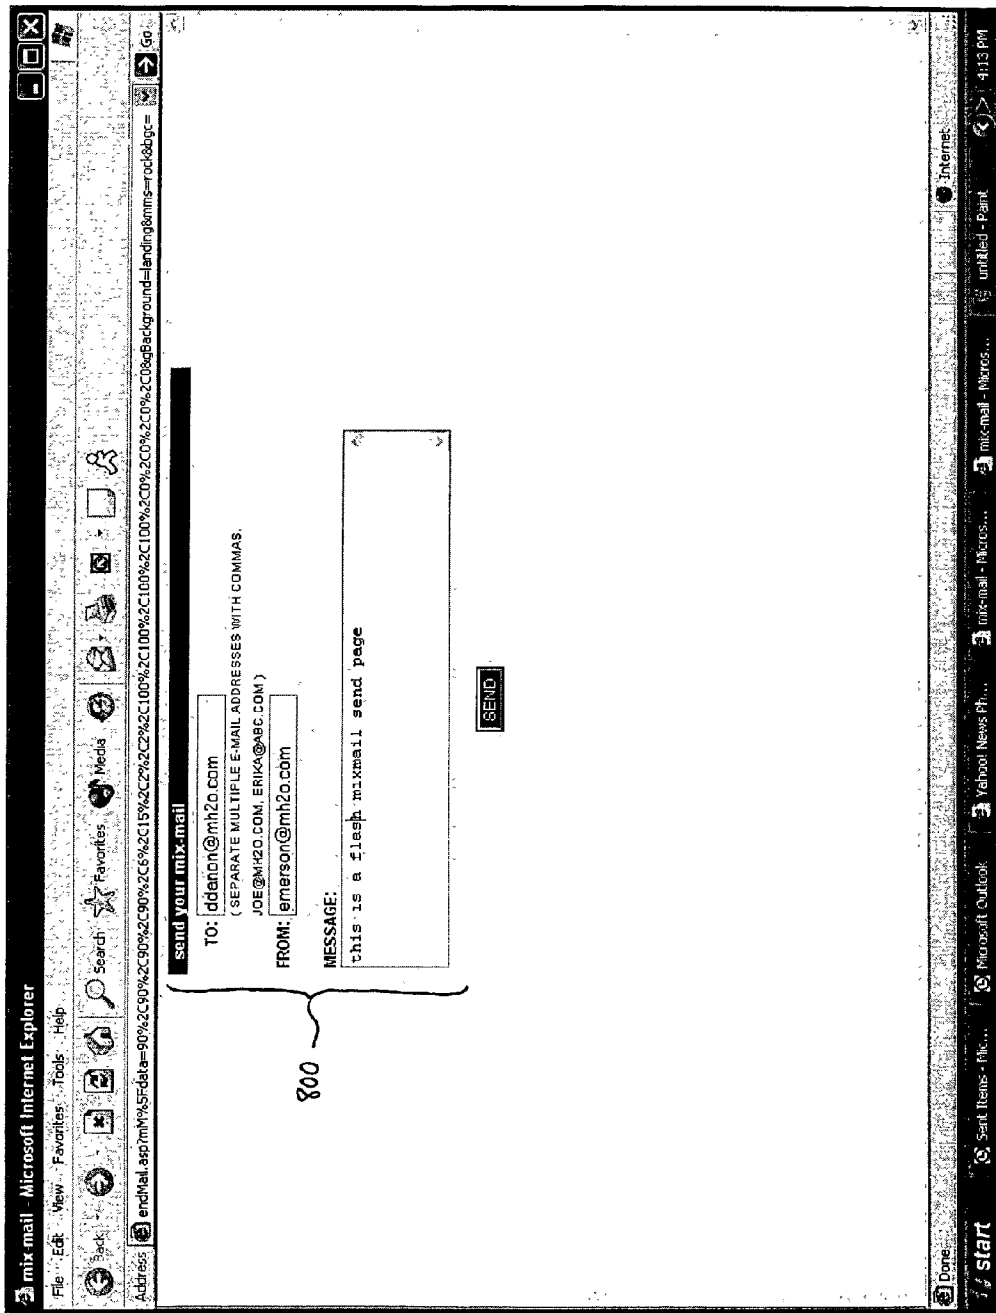 mix-mail - Microsoft Internet Explorer
File Edit View Favorites Tools Help
Back Search Favorites Media
Address endMail.asp?mM%5Fdata=90%2C90%2C90%2C90%2C6%2C15%2C2%2C2%2C100%2C100%2C100%2C100%2C0%2C0%2C0%2C0&gBackground=landing&mms=rock&bgc= Go
send your mix-mail
TO: ddanon@mh2o.com
( SEPARATE MULTIPLE E-MAIL ADDRESSES WITH COMMAS.
JOE@MH2O.COM, ERIKA@ABC.COM )
FROM: emerson@mh2o.com
800
MESSAGE:
this is a flash mixmail send page
SEND
Done Internet
start Sent Items - Mic... Microsoft Outlook Yahoo! News Ph... mix-mail - Micros... mix-mail - Micros... untitled - Paint 4:13 PM